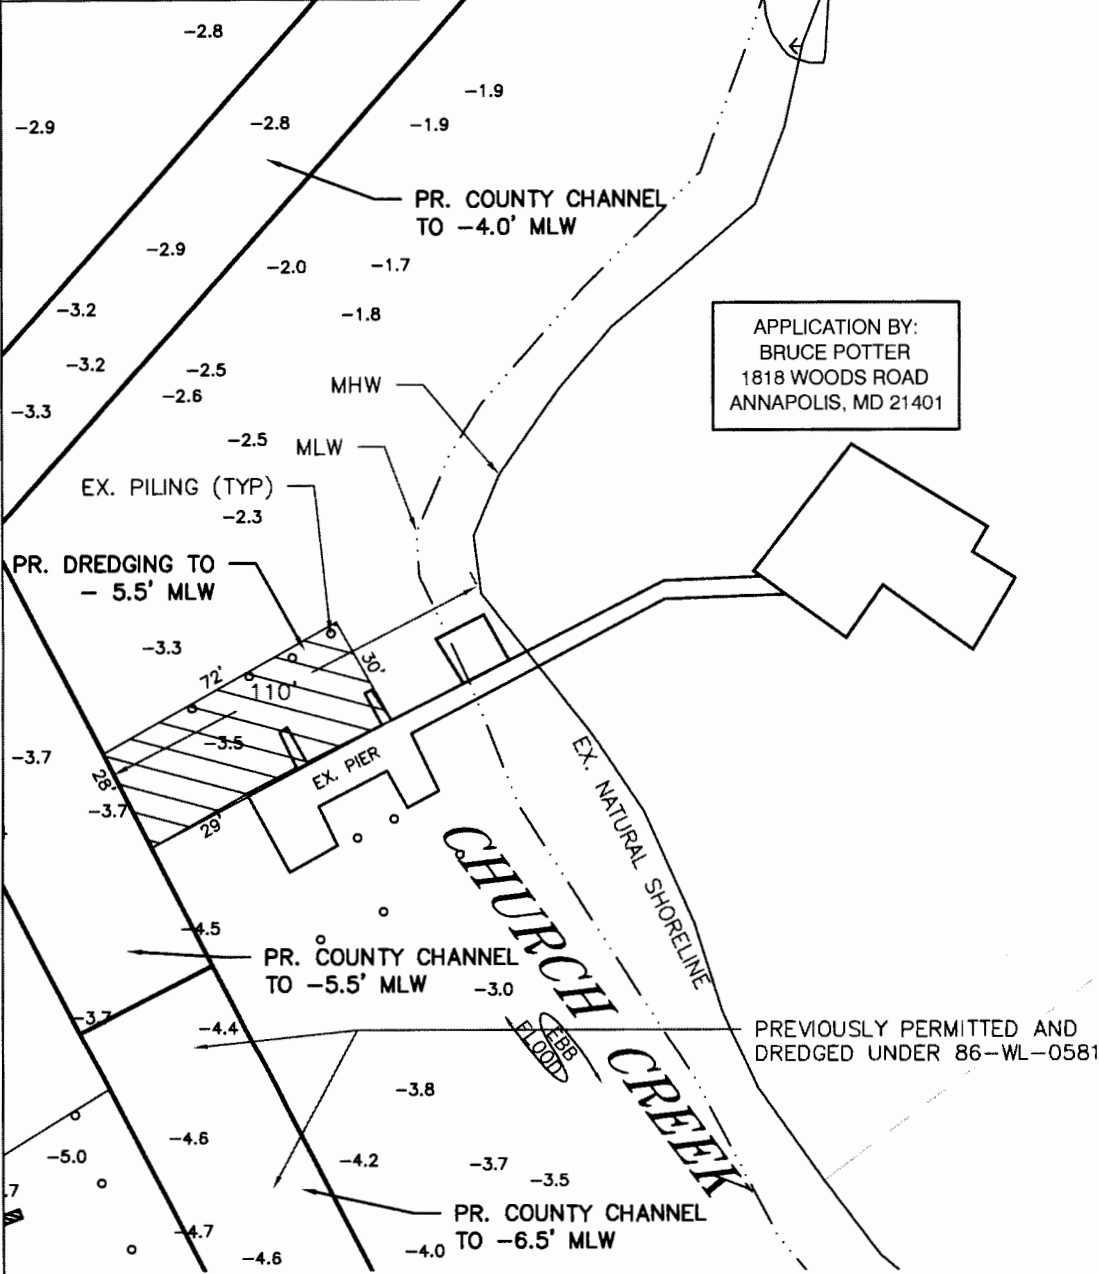 -2.8
-1.9
-2.9
-2.8
-1.9
PR. COUNTY CHANNEL
TO -4.0' MLW
-2.9
-2.0
-1.7
-3.2
-1.8
APPLICATION BY:
BRUCE POTTER
1818 WOODS ROAD
ANNAPOLIS, MD 21401
-3.2
-2.5
-2.6
MHW
-3.3
-2.5
MLW
EX. PILING (TYP)
-2.3
PR. DREDGING TO
- 5.5' MLW
-3.3
72'
30'
110'
-3.5
-3.7
28'
-3.7
29'
EX. PIER
EX. NATURAL SHORELINE
CHURCH CREEK
-4.5
PR. COUNTY CHANNEL
TO -5.5' MLW
-3.0
-3.7
-4.4
EBB
FLOOD
PREVIOUSLY PERMITTED AND
DREDGED UNDER 86-WL-0581
-3.8
-4.6
-5.0
-4.2
-3.7
-3.5
.7
PR. COUNTY CHANNEL
TO -6.5' MLW
-4.7
-4.6
-4.0